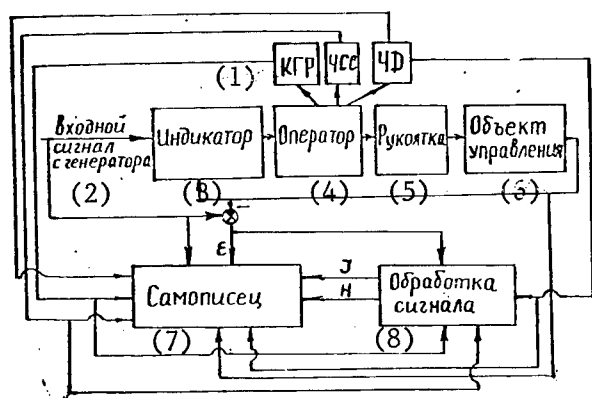 КГР
ЧСС
ЧД
(1)
Входной
сигнал
с генератора
(2)
Индикатор
(3)
Оператор
(4)
Рукоятка
(5)
Объект
управления
(6)
-
ε
J
H
Самописец
(7)
Обработка
сигнала
(8)